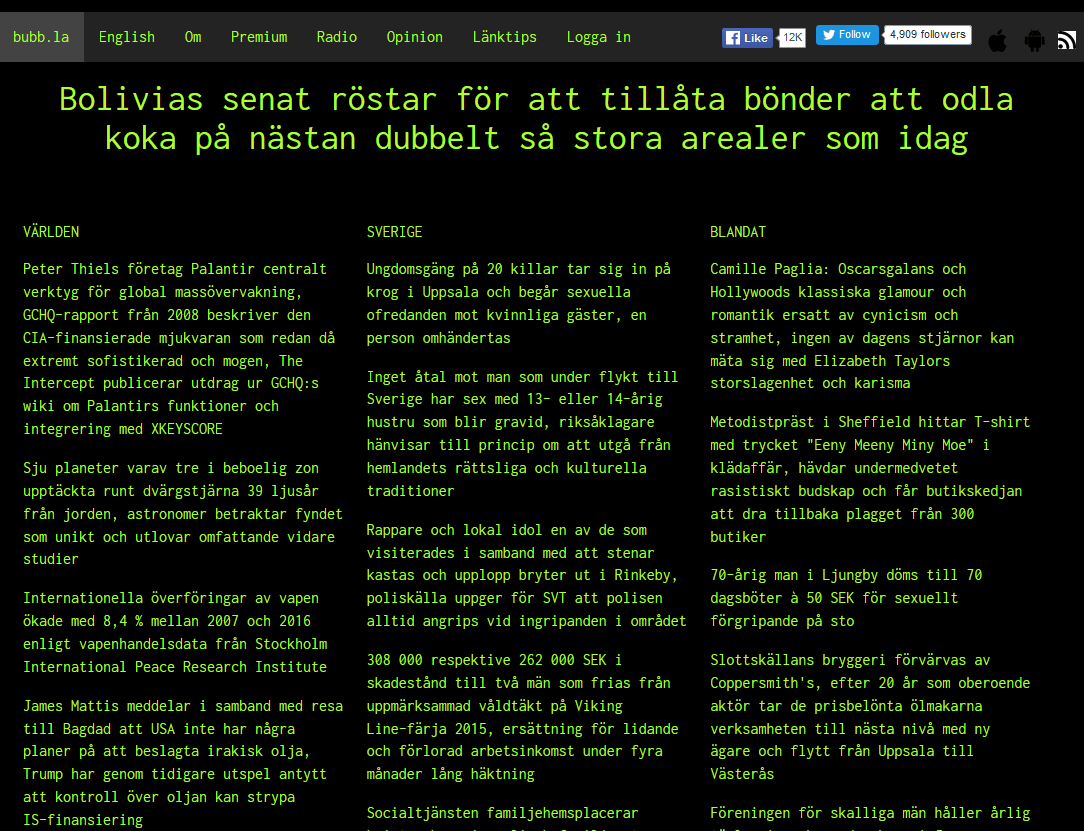 bubb.la English Om Premium Radio Opinion Länktips Logga in Like 12K Follow 4,909 followers
Bolivias senat röstar för att tillåta bönder att odla
koka på nästan dubbelt så stora arealer som idag
VÄRLDEN
Peter Thiels företag Palantir centralt
verktyg för global massövervakning,
GCHQ-rapport från 2008 beskriver den
CIA-finansierade mjukvaran som redan då
extremt sofistikerad och mogen, The
Intercept publicerar utdrag ur GCHQ:s
wiki om Palantirs funktioner och
integrering med XKEYSCORE
Sju planeter varav tre i beboelig zon
upptäckta runt dvärgstjärna 39 ljusår
från jorden, astronomer betraktar fyndet
som unikt och utlovar omfattande vidare
studier
Internationella överföringar av vapen
ökade med 8,4 % mellan 2007 och 2016
enligt vapenhandelsdata från Stockholm
International Peace Research Institute
James Mattis meddelar i samband med resa
till Bagdad att USA inte har några
planer på att beslagta irakisk olja,
Trump har genom tidigare utspel antytt
att kontroll över oljan kan strypa
IS-finansiering
SVERIGE
Ungdomsgäng på 20 killar tar sig in på
krog i Uppsala och begår sexuella
ofredanden mot kvinnliga gäster, en
person omhändertas
Inget åtal mot man som under flykt till
Sverige har sex med 13- eller 14-årig
hustru som blir gravid, riksåklagare
hänvisar till princip om att utgå från
hemlandets rättsliga och kulturella
traditioner
Rappare och lokal idol en av de som
visiterades i samband med att stenar
kastas och upplopp bryter ut i Rinkeby,
poliskälla uppger för SVT att polisen
alltid angrips vid ingripanden i området
308 000 respektive 262 000 SEK i
skadestånd till två män som frias från
uppmärksammad våldtäkt på Viking
Line-färja 2015, ersättning för lidande
och förlorad arbetsinkomst under fyra
månader lång häktning
Socialtjänsten familjehemsplacerar
BLANDAT
Camille Paglia: Oscarsgalans och
Hollywoods klassiska glamour och
romantik ersatt av cynicism och
stramhet, ingen av dagens stjärnor kan
mäta sig med Elizabeth Taylors
storslagenhet och karisma
Metodistpräst i Sheffield hittar T-shirt
med trycket "Eeny Meeny Miny Moe" i
klädaffär, hävdar undermedvetet
rasistiskt budskap och får butikskedjan
att dra tillbaka plagget från 300
butiker
70-årig man i Ljungby döms till 70
dagsböter à 50 SEK för sexuellt
förgripande på sto
Slottskällans bryggeri förvärvas av
Coppersmith's, efter 20 år som oberoende
aktör tar de prisbelönta ölmakarna
verksamheten till nästa nivå med ny
ägare och flytt från Uppsala till
Västerås
Föreningen för skalliga män håller årlig